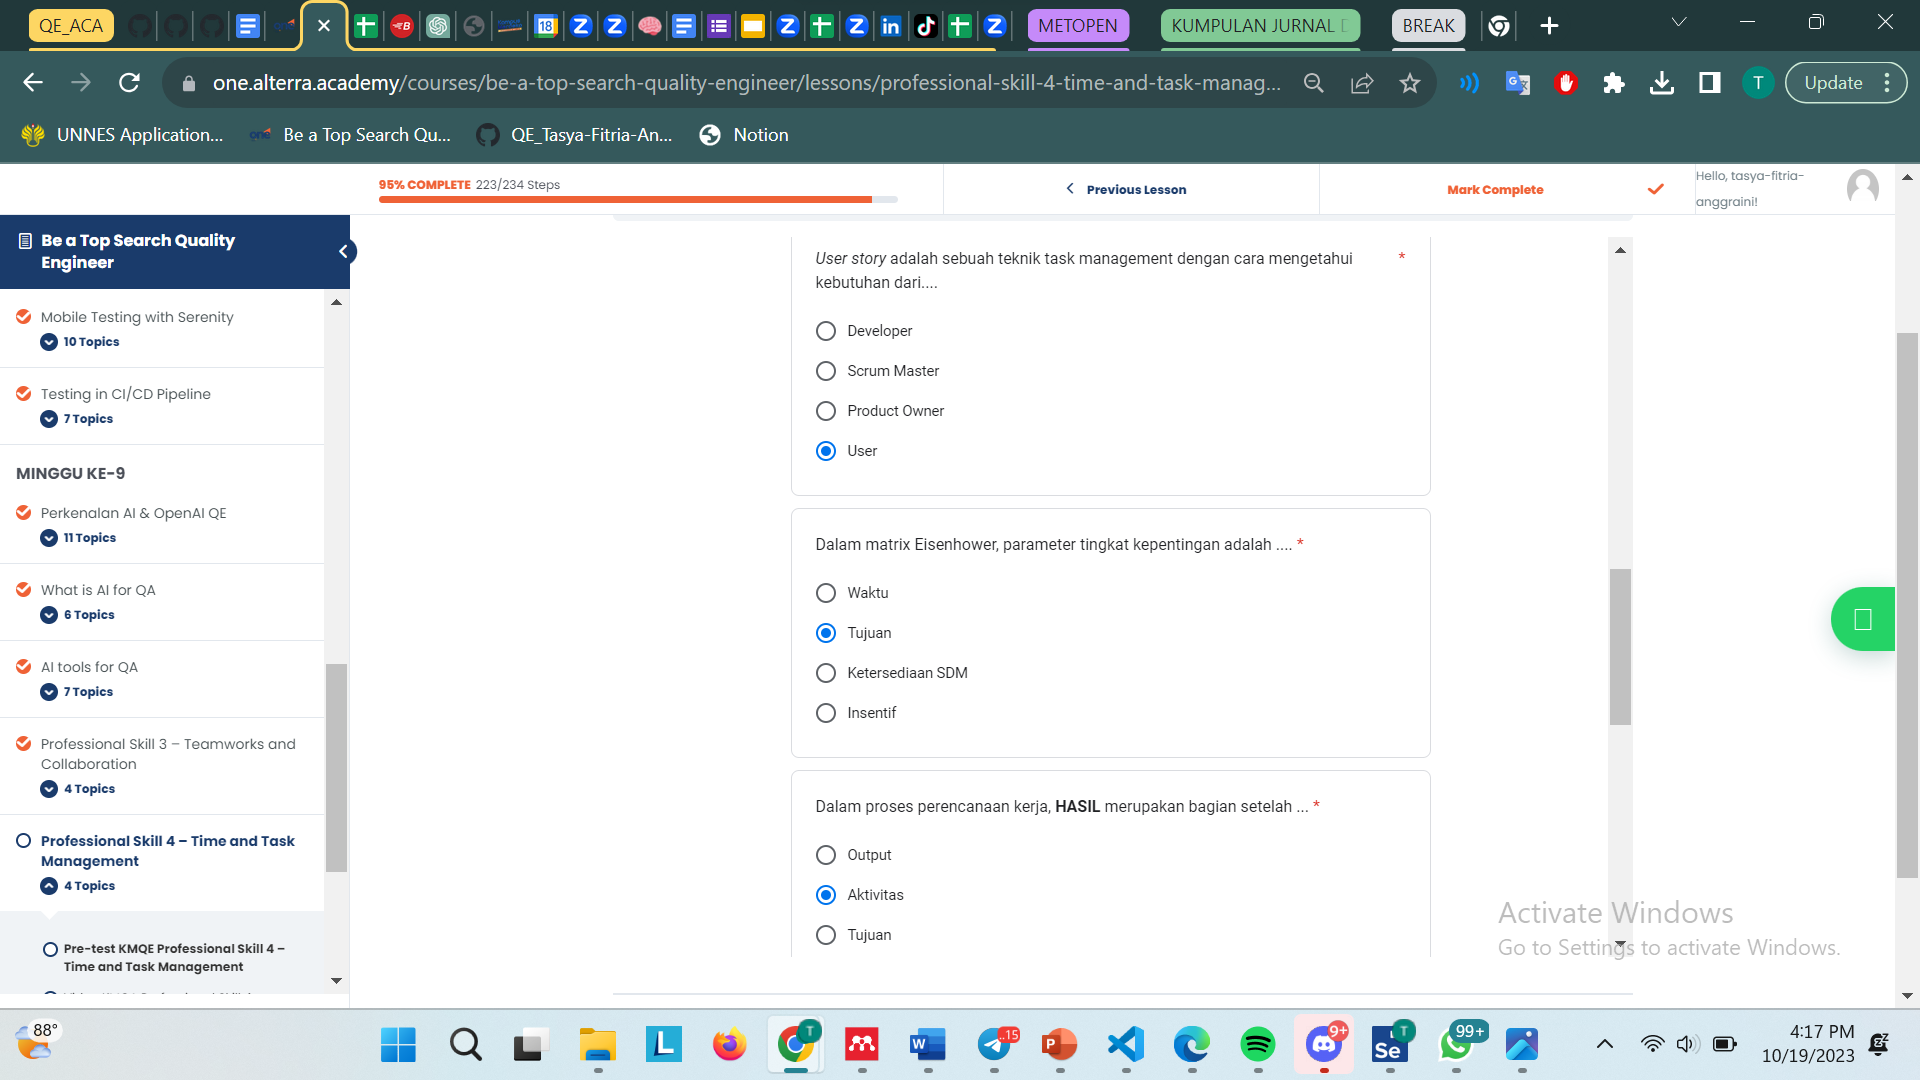 QE_ACA
METOPEN
KUMPULAN JURNAL
BREAK
one.alterra.academy/courses/be-a-top-search-quality-engineer/lessons/professional-skill-4-time-and-task-manag...
T
Update
UNNES Application...
one
Be a Top Search Qu...
QE_Tasya-Fitria-An...
Notion
95% COMPLETE 223/234 Steps
Previous Lesson
Mark Complete
Hello, tasya-fitria-
anggraini!
Be a Top Search Quality
Engineer
Mobile Testing with Serenity
10 Topics
Testing in CI/CD Pipeline
7 Topics
MINGGU KE-9
Perkenalan AI & OpenAI QE
11 Topics
What is AI for QA
6 Topics
AI tools for QA
7 Topics
Professional Skill 3 – Teamworks and
Collaboration
4 Topics
Professional Skill 4 – Time and Task
Management
4 Topics
Pre-test KMQE Professional Skill 4 –
Time and Task Management
User story adalah sebuah teknik task management dengan cara mengetahui *
kebutuhan dari....
Developer
Scrum Master
Product Owner
User
Dalam matrix Eisenhower, parameter tingkat kepentingan adalah .... *
Waktu
Tujuan
Ketersediaan SDM
Insentif
Dalam proses perencanaan kerja, HASIL merupakan bagian setelah ... *
Output
Aktivitas
Tujuan
Activate Windows
Go to Settings to activate Windows.
88°
L
T
W
..15
P
9+
Se
T
99+
4:17 PM
10/19/2023